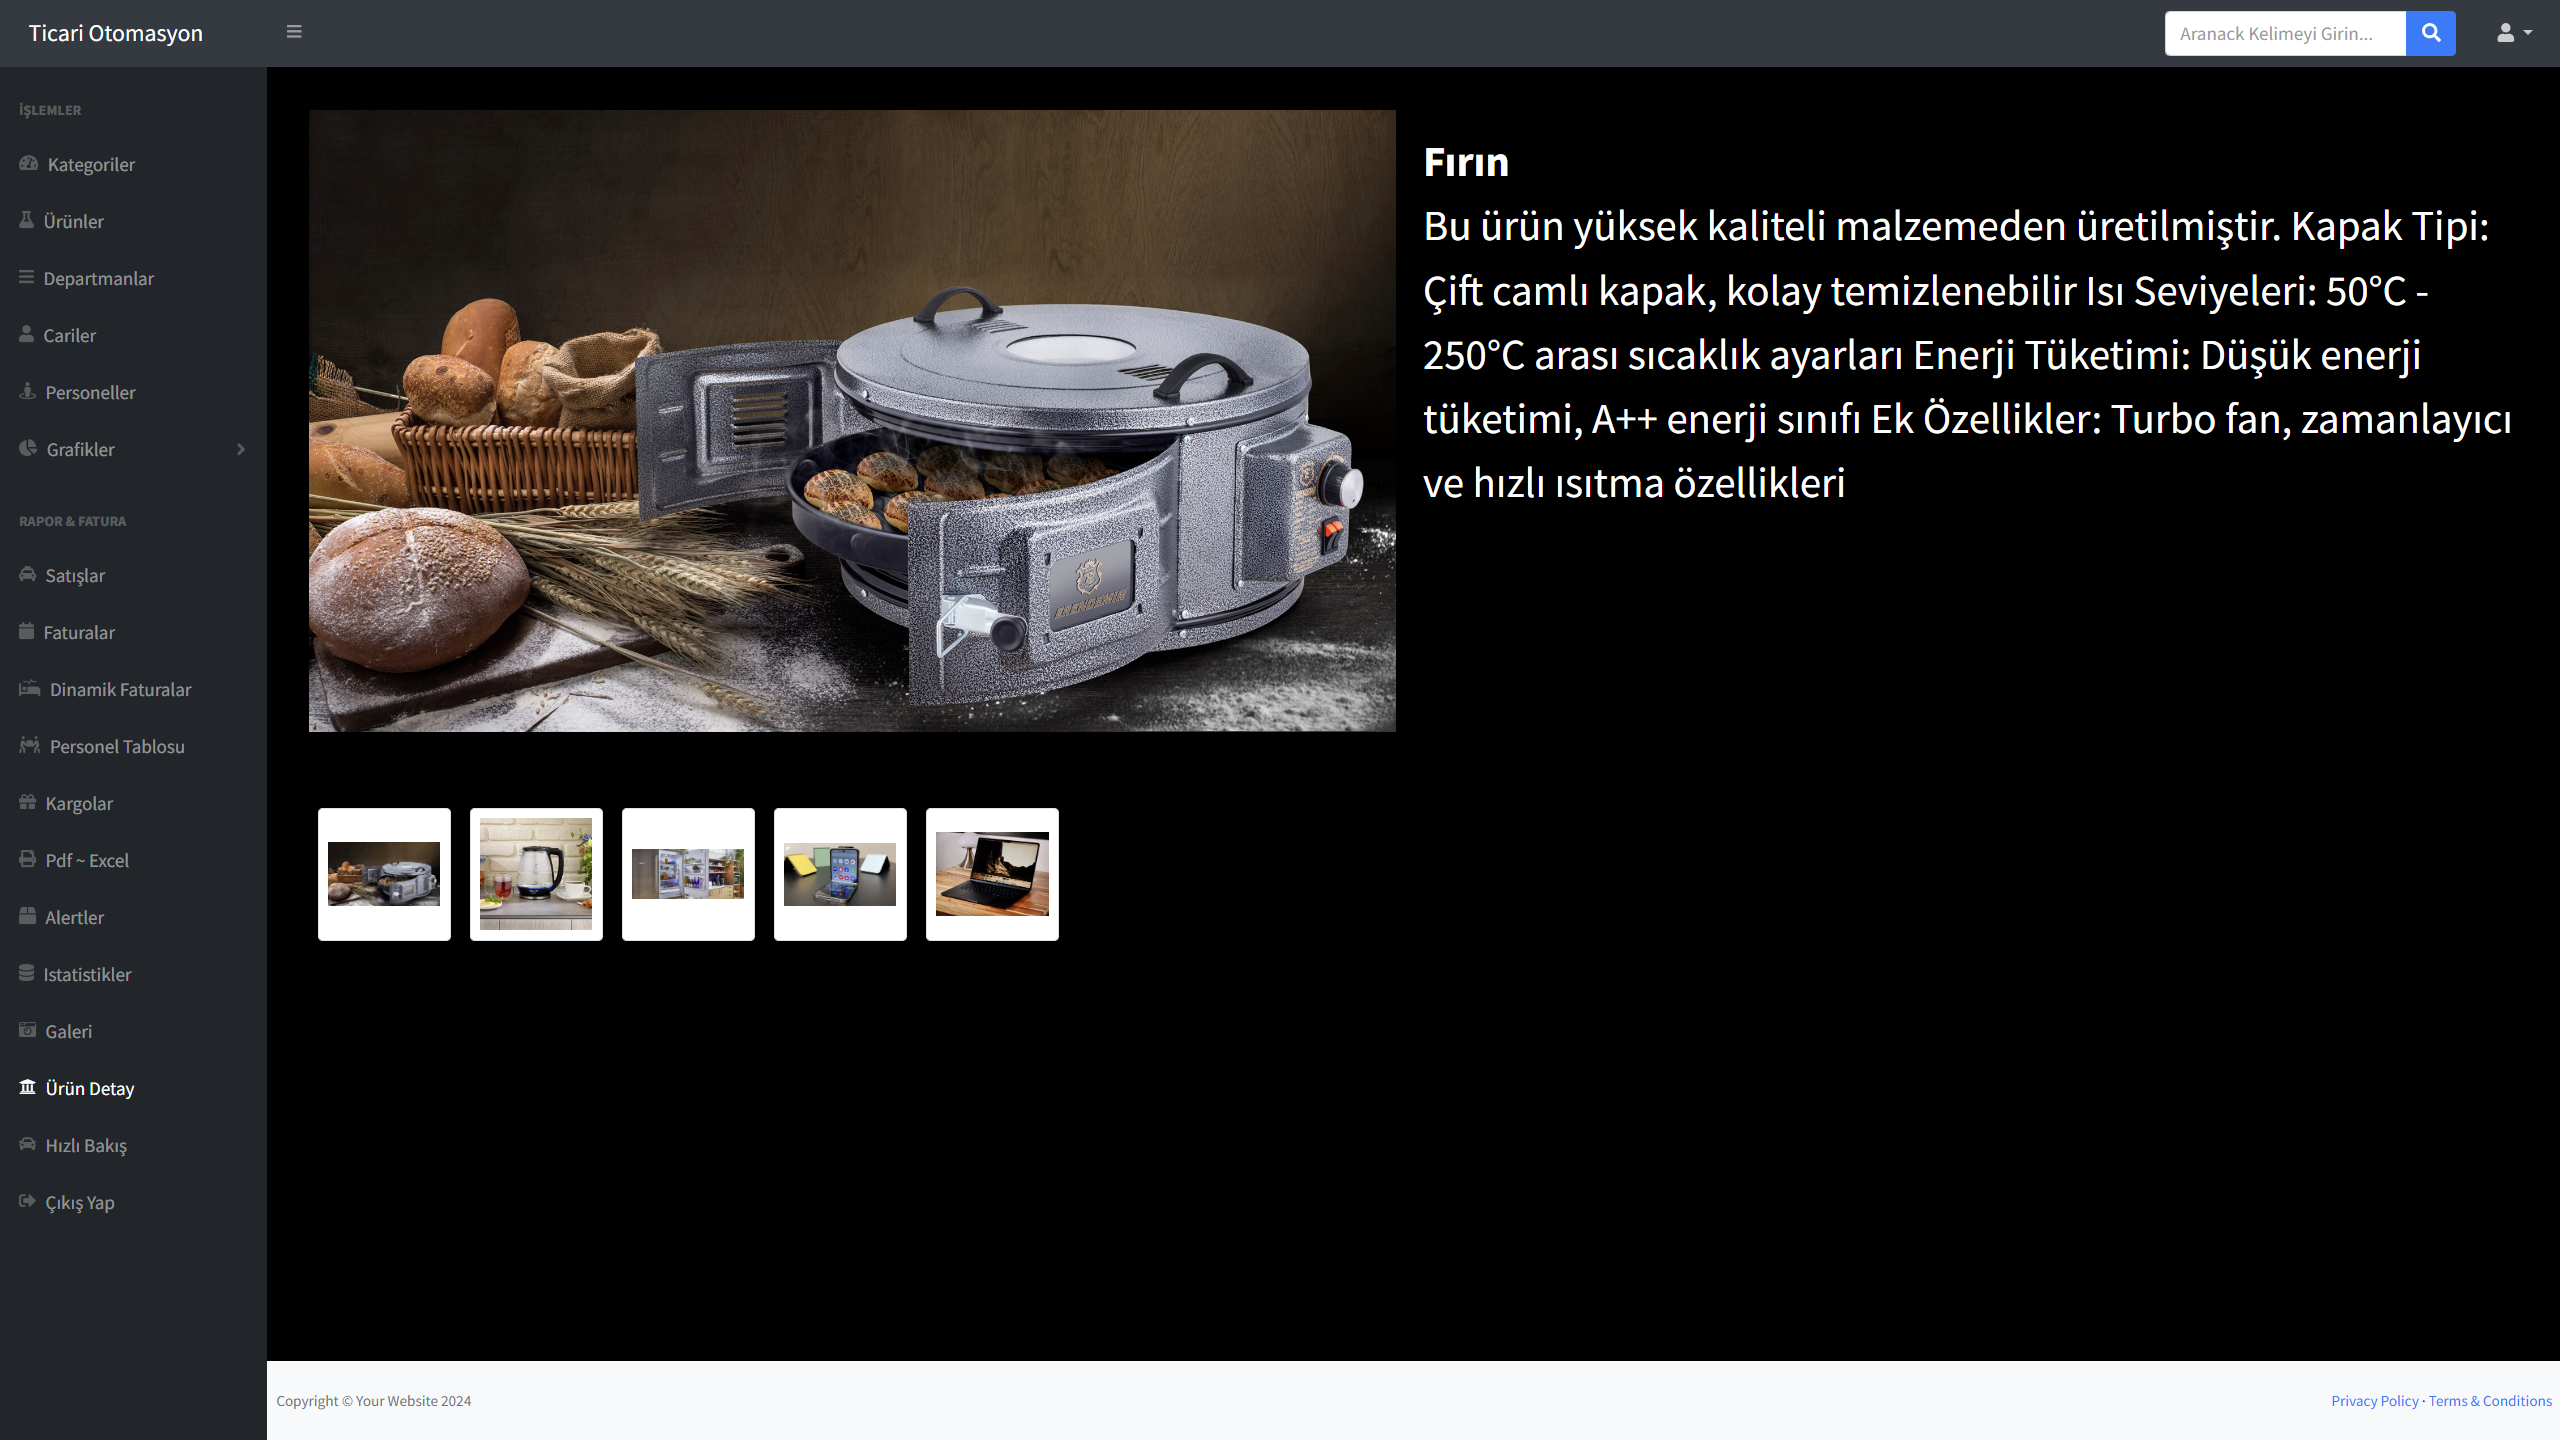 Ticari Otomasyon
Aranack Kelimeyi Girin...
İŞLEMLER
Kategoriler
Ürünler
Departmanlar
Cariler
Personeller
Grafikler
RAPOR & FATURA
Satışlar
Faturalar
Dinamik Faturalar
Personel Tablosu
Kargolar
Pdf ~ Excel
Alertler
Istatistikler
Galeri
Ürün Detay
Hızlı Bakış
Çıkış Yap
ERENDEMİR
Fırın
Bu ürün yüksek kaliteli malzemeden üretilmiştir. Kapak Tipi:
Çift camlı kapak, kolay temizlenebilir Isı Seviyeleri: 50°C -
250°C arası sıcaklık ayarları Enerji Tüketimi: Düşük enerji
tüketimi, A++ enerji sınıfı Ek Özellikler: Turbo fan, zamanlayıcı
ve hızlı ısıtma özellikleri
Copyright © Your Website 2024
Privacy Policy · Terms & Conditions